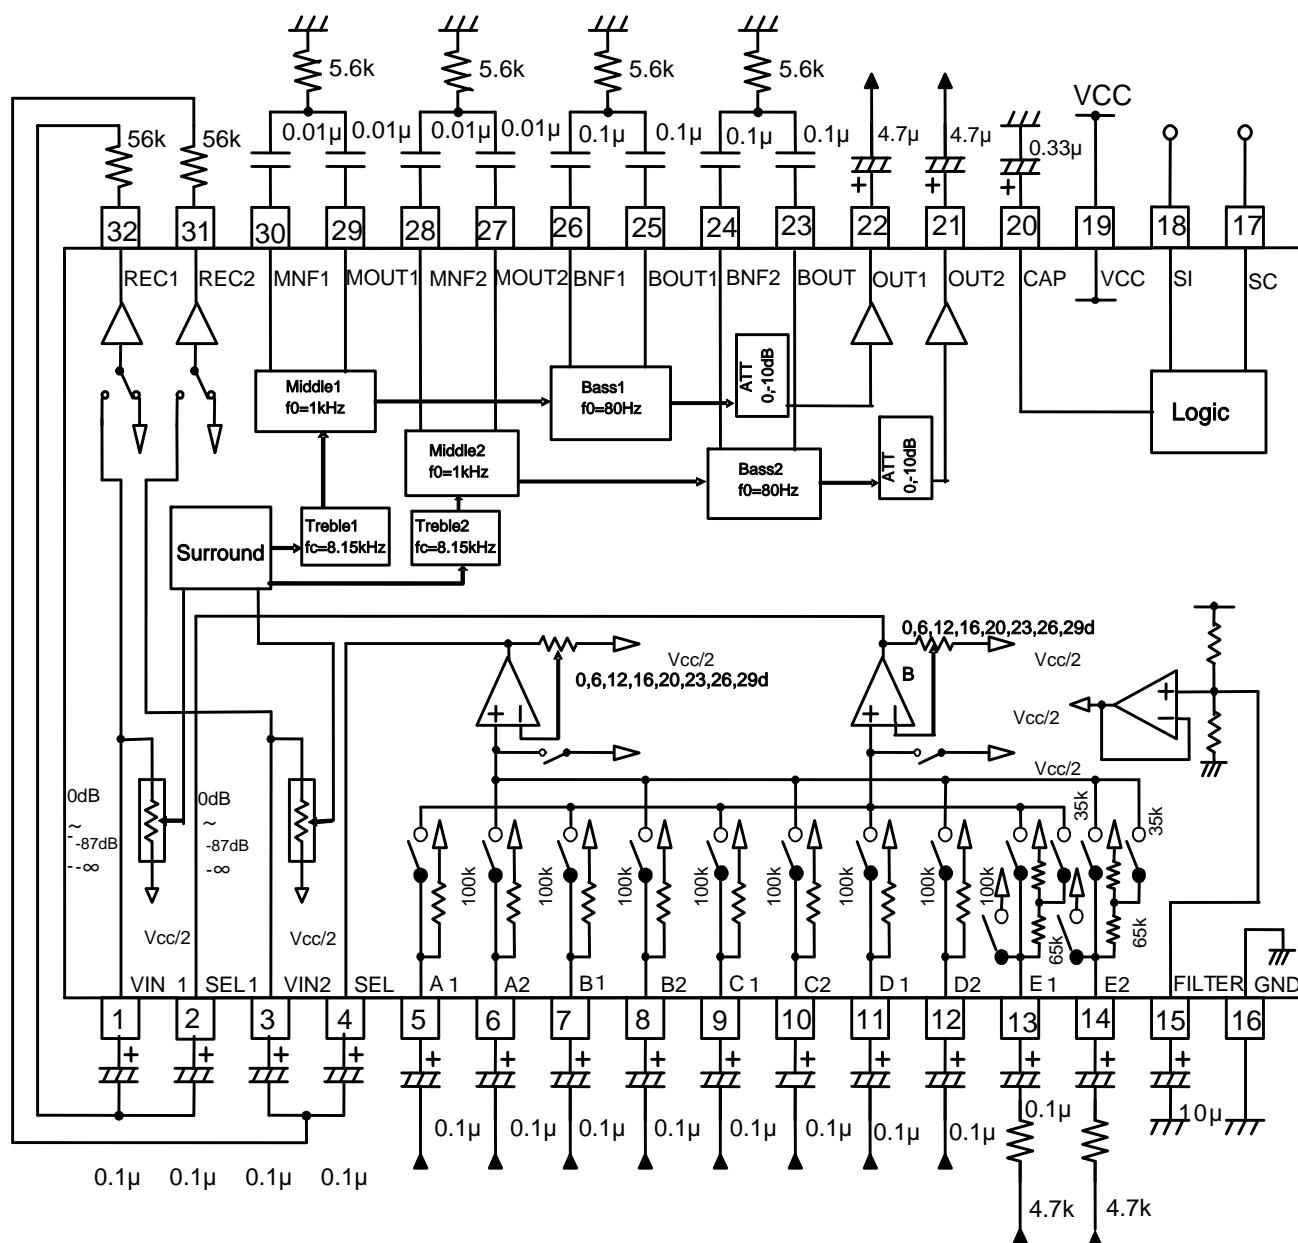 5.6k 5.6k 5.6k 5.6k
VCC
0.01µ 0.01µ 0.01µ 0.01µ 0.1µ 0.1µ 0.1µ 0.1µ 4.7µ 4.7µ 0.33µ
56k 56k
+ + +
32 31 30 29 28 27 26 25 24 23 22 21 20 19 18 17
REC1 REC2 MNF1 MOUT1 MNF2 MOUT2 BNF1 BOUT1 BNF2 BOUT OUT1 OUT2 CAP VCC SI SC
Middle1
f0=1kHz
Bass1
f0=80Hz
ATT
0,-10dB
Logic
Middle2
f0=1kHz
Bass2
f0=80Hz
ATT
0,-10dB
Surround
Treble1
fc=8.15kHz
Treble2
fc=8.15kHz
0,6,12,16,20,23,26,29d
B
Vcc/2
0,6,12,16,20,23,26,29d
Vcc/2
Vcc/2
Vcc/2
0dB
~
-87dB
-∞
0dB
~
-87dB
-∞
Vcc/2 Vcc/2
100k 100k 100k 100k 100k 100k 100k 100k
35k 35k
65k 65k
VIN 1 SEL1 VIN2 SEL A1 A2 B1 B2 C1 C2 D1 D2 E1 E2 FILTER GND
1 2 3 4 5 6 7 8 9 10 11 12 13 14 15 16
+ + + + + + + + + + + + + + +
0.1µ 0.1µ 0.1µ 0.1µ 0.1µ 0.1µ 0.1µ 0.1µ 0.1µ 10µ
0.1µ 0.1µ 0.1µ 0.1µ
4.7k 4.7k